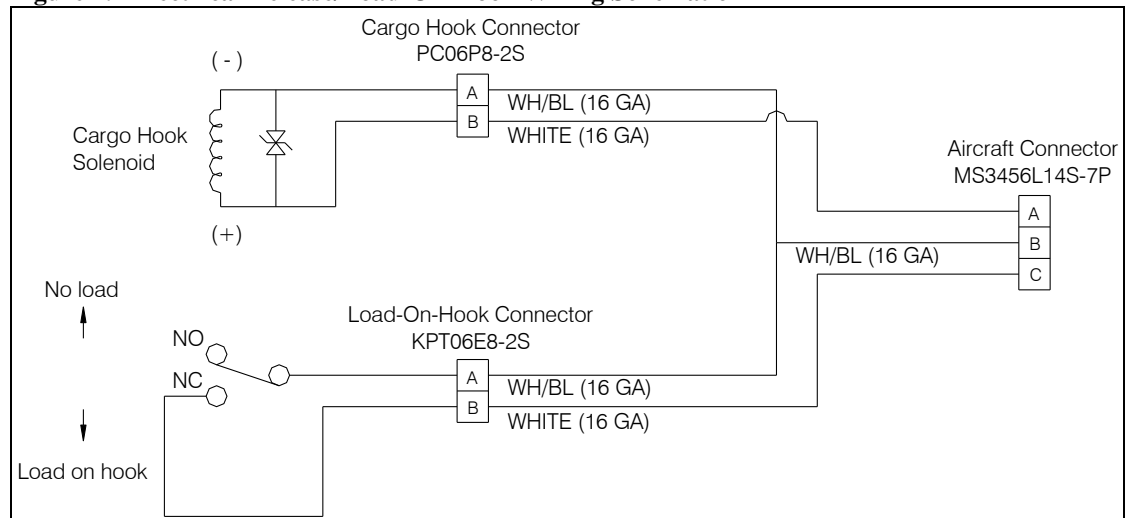 Cargo Hook Connector
PC06P8-2S
( - )
A
WH/BL (16 GA)
B
WHITE (16 GA)
Cargo Hook
Solenoid
(+)
Aircraft Connector
MS3456L14S-7P
A
B
C
WH/BL (16 GA)
No load
Load-On-Hook Connector
KPT06E8-2S
NO
NC
A
WH/BL (16 GA)
B
WHITE (16 GA)
Load on hook